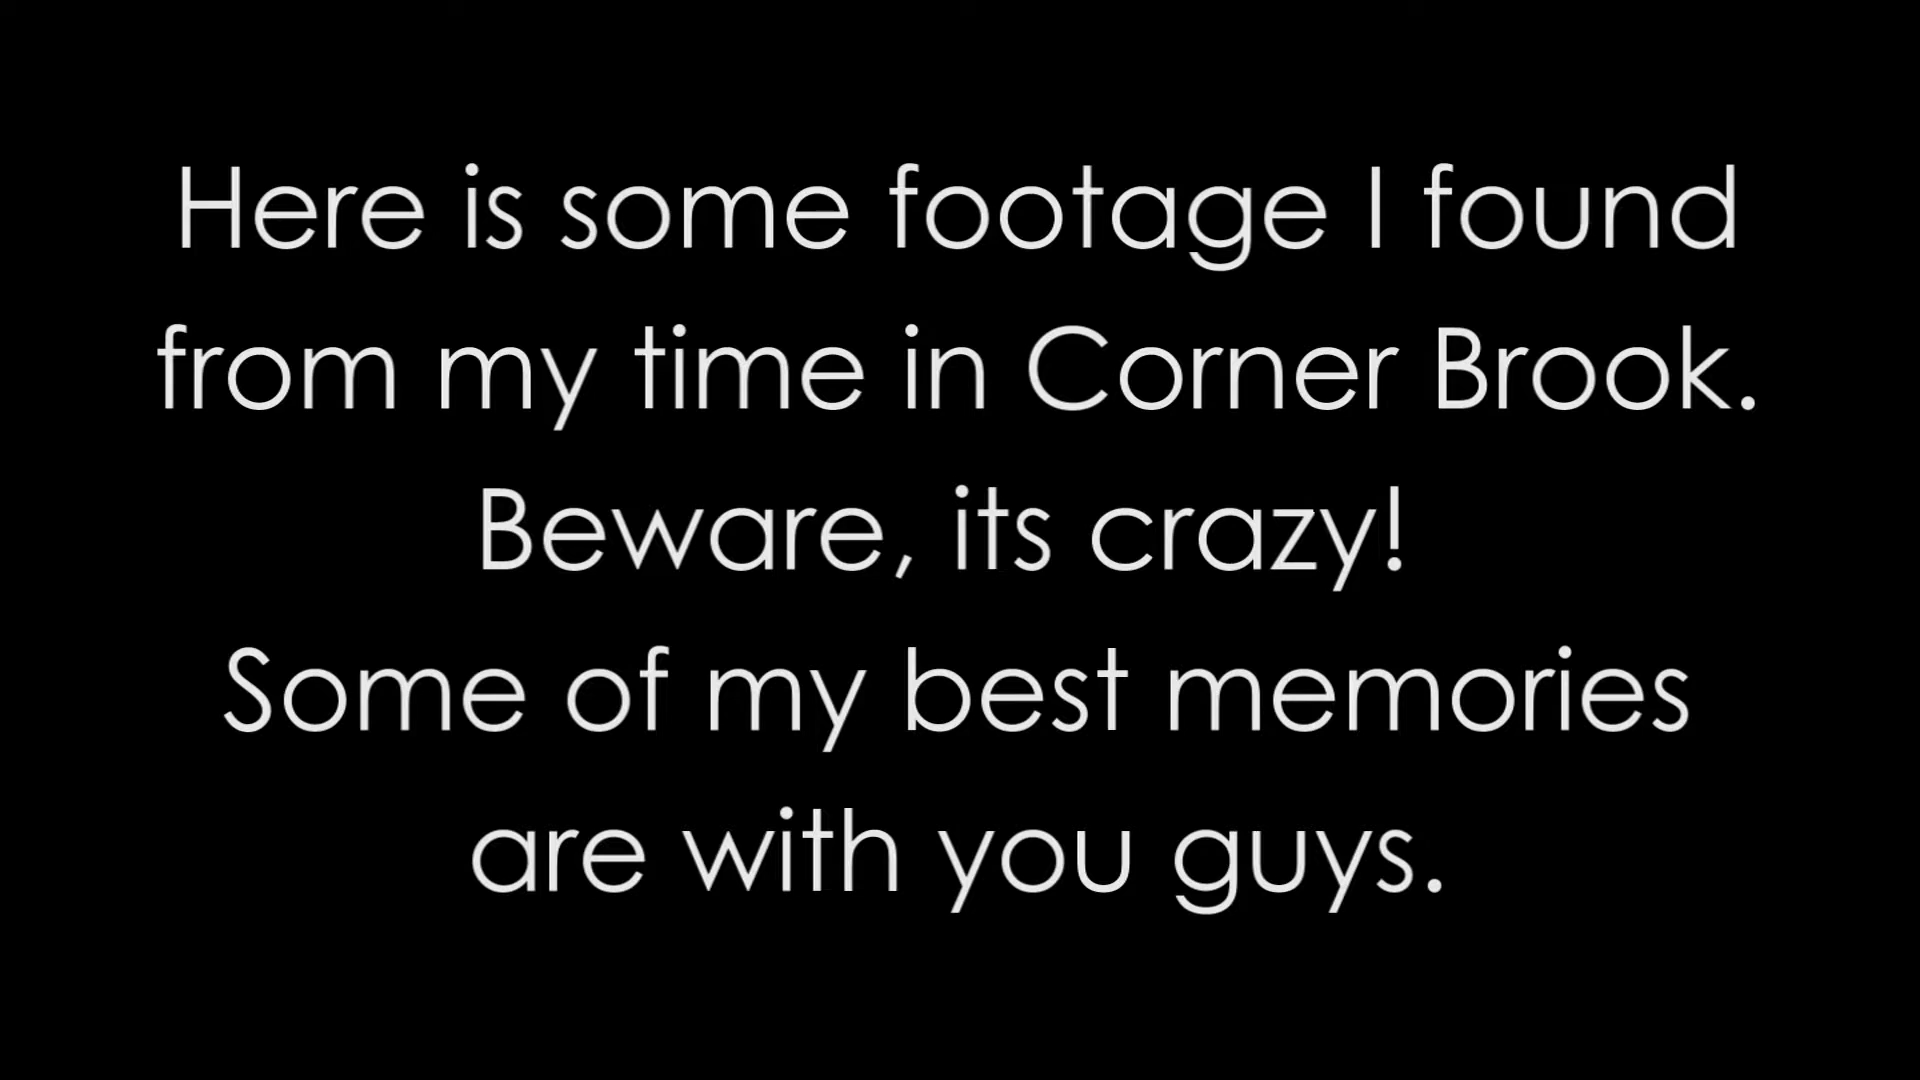 Here is some footage I found
from my time in Corner Brook.
Beware, its crazy!
Some of my best memories
are with you guys.